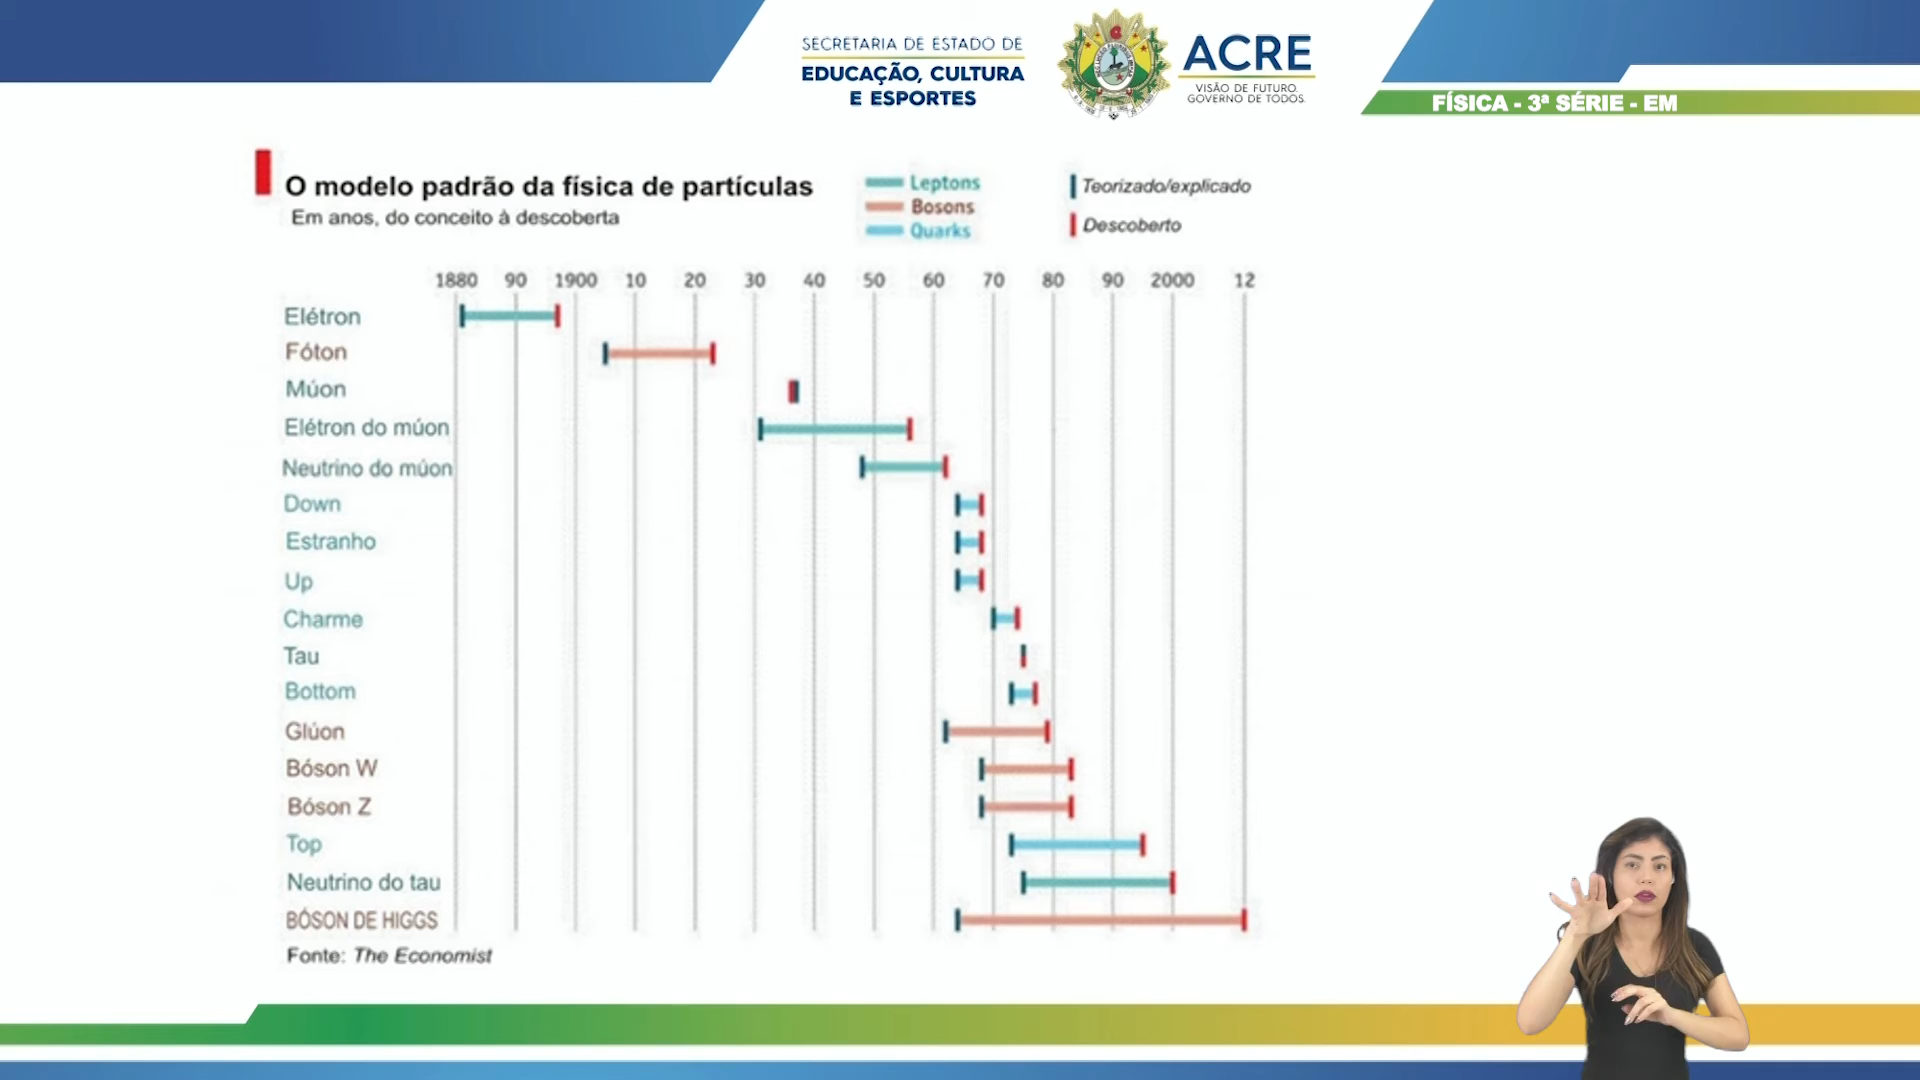 SECRETARIA DE ESTADO DE
EDUCAÇÃO, CULTURA
E ESPORTES
ACRE
VISÃO DE FUTURO.
GOVERNO DE TODOS.
FÍSICA - 3ª SÉRIE - EM
O modelo padrão da física de partículas
Em anos, do conceito à descoberta
Leptons
Bosons
Quarks
Teorizado/explicado
Descoberto
1880 90 1900 10 20 30 40 50 60 70 80 90 2000 12
Elétron
Fóton
Múon
Elétron do múon
Neutrino do múon
Down
Estranho
Up
Charme
Tau
Bottom
Glúon
Bóson W
Bóson Z
Top
Neutrino do tau
BÓSON DE HIGGS
Fonte: The Economist